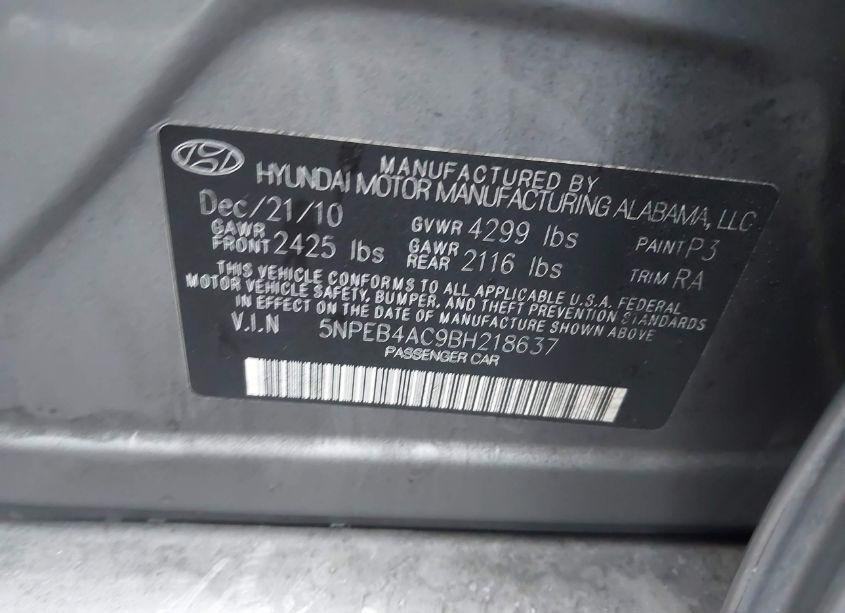 MANUFACTURED BY
HYUNDAI MOTOR MANUFACTURING ALABAMA, LLC
Dec/21/10 GVWR 4299 lbs PAINT P3
GAWR FRONT 2425 lbs GAWR REAR 2116 lbs TRIM RA
THIS VEHICLE CONFORMS TO ALL APPLICABLE U.S.A. FEDERAL
MOTOR VEHICLE SAFETY, BUMPER, AND THEFT PREVENTION STANDARDS
IN EFFECT ON THE DATE OF MANUFACTURE SHOWN ABOVE
V.I.N 5NPEB4AC9BH218637
PASSENGER CAR